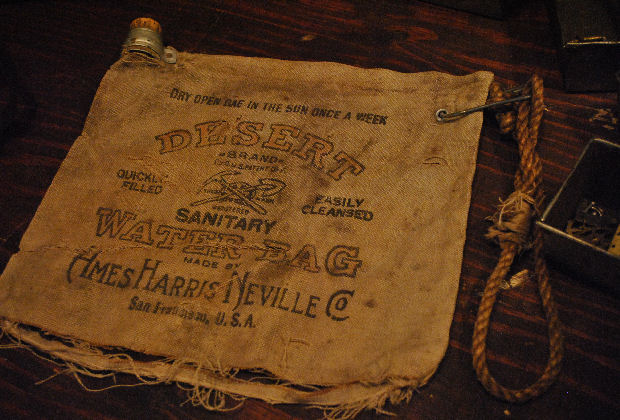 DRY OPEN BAG IN THE SUN ONCE A WEEK
DESERT
-BRAND-
QUICKLY FILLED
EASILY CLEANSED
SANITARY
WATER BAG
MADE BY
AMES HARRIS NEVILLE CO
San Francisco, U.S.A.